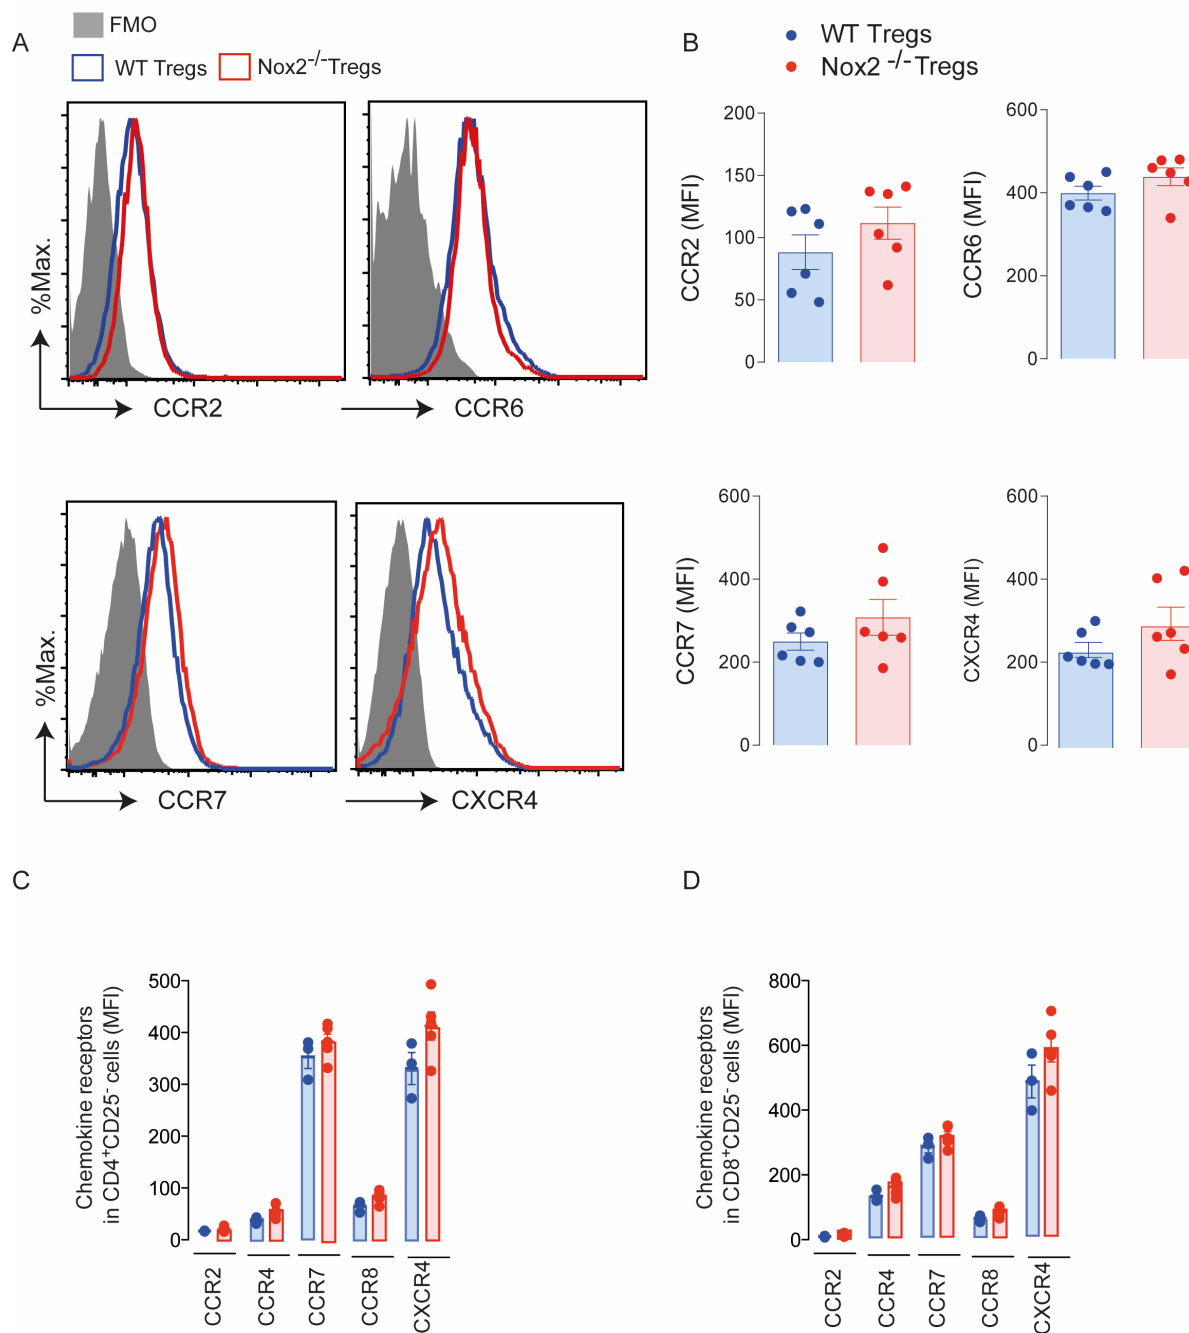 A
FMO
WT Tregs
Nox2-/-Tregs
%Max.
CCR2
CCR6
%Max.
CCR7
CXCR4
B
WT Tregs
Nox2 -/-Tregs
CCR2 (MFI)
200
150
100
50
0
CCR6 (MFI)
600
400
200
0
CCR7 (MFI)
600
400
200
0
CXCR4 (MFI)
600
400
200
0
C
Chemokine receptors
in CD4+CD25- cells (MFI)
500
400
300
200
100
0
CCR2
CCR4
CCR7
CCR8
CXCR4
D
Chemokine receptors
in CD8+CD25- cells (MFI)
800
600
400
200
0
CCR2
CCR4
CCR7
CCR8
CXCR4